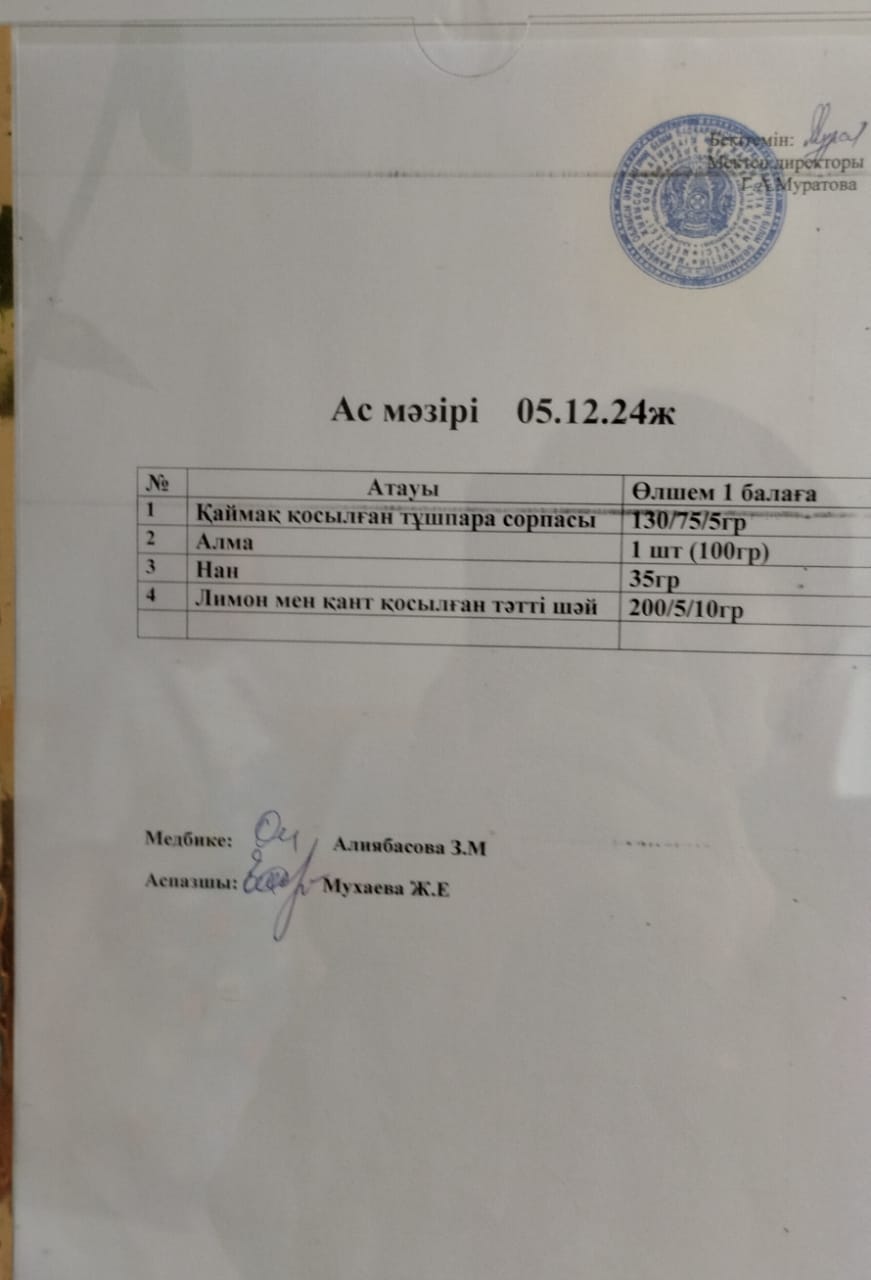 Бекітемін:
Мектеп директоры
Г.А.Муратова
Ас мәзірі 05.12.24ж
№ Атауы Өлшем 1 балаға
1 Қаймақ қосылған тұшпара сорпасы 130/75/5гр
2 Алма 1 шт (100гр)
3 Нан 35гр
4 Лимон мен қант қосылған тәтті шәй 200/5/10гр
Медбике: Алиябасова З.М
Аспазшы: Мухаева Ж.Е